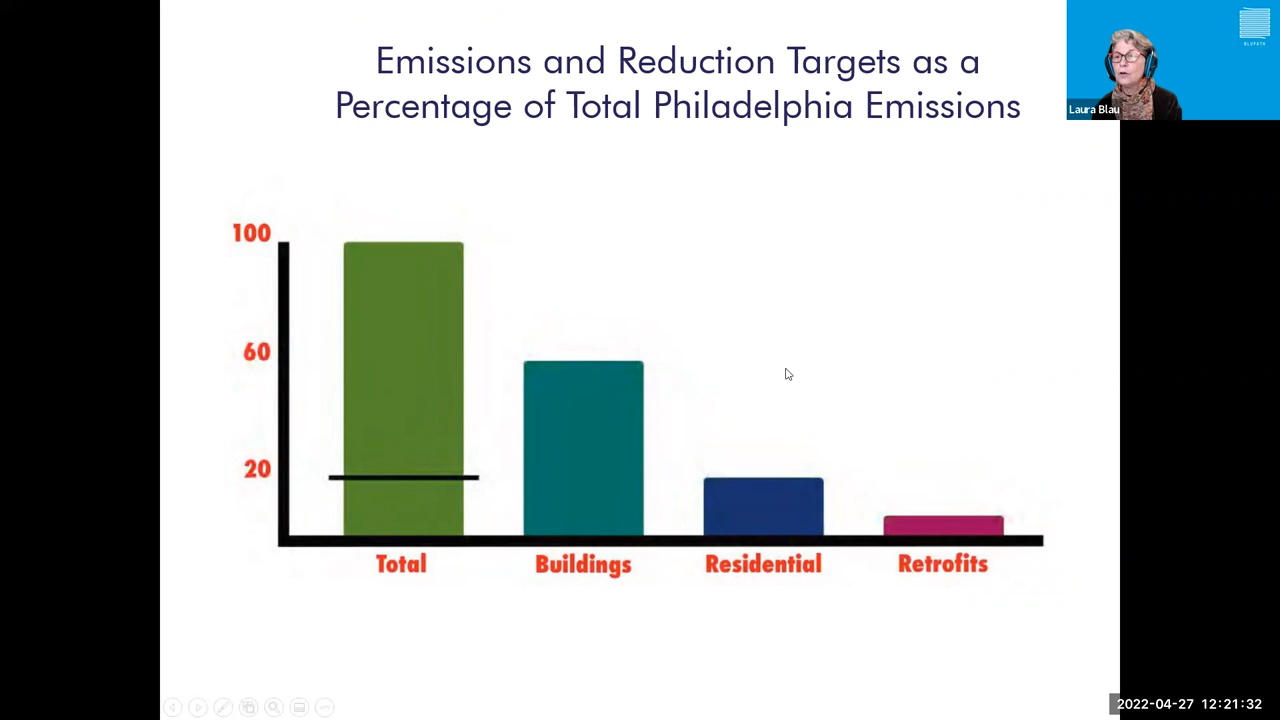 Emissions and Reduction Targets as a
Percentage of Total Philadelphia Emissions
BLUPATH
Laura Blau
100
60
20
Total
Buildings
Residential
Retrofits
2022-04-27 12:21:32